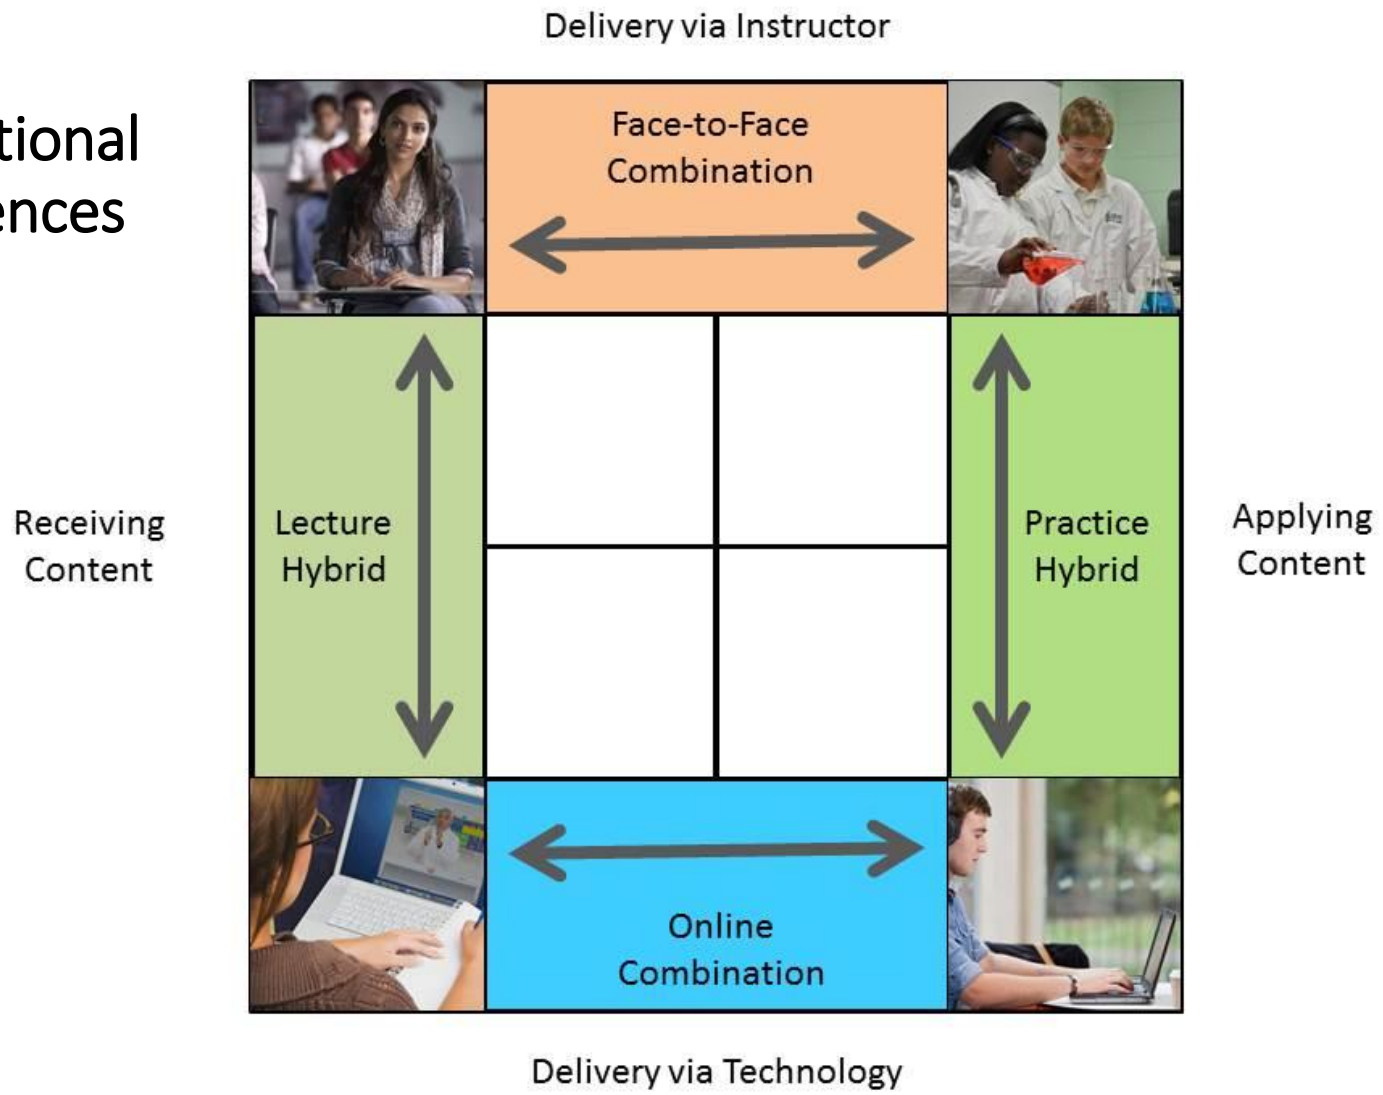 Delivery via Instructor
tional
ences
Face-to-Face
Combination
Receiving
Content
Lecture
Hybrid
Practice
Hybrid
Applying
Content
Online
Combination
Delivery via Technology